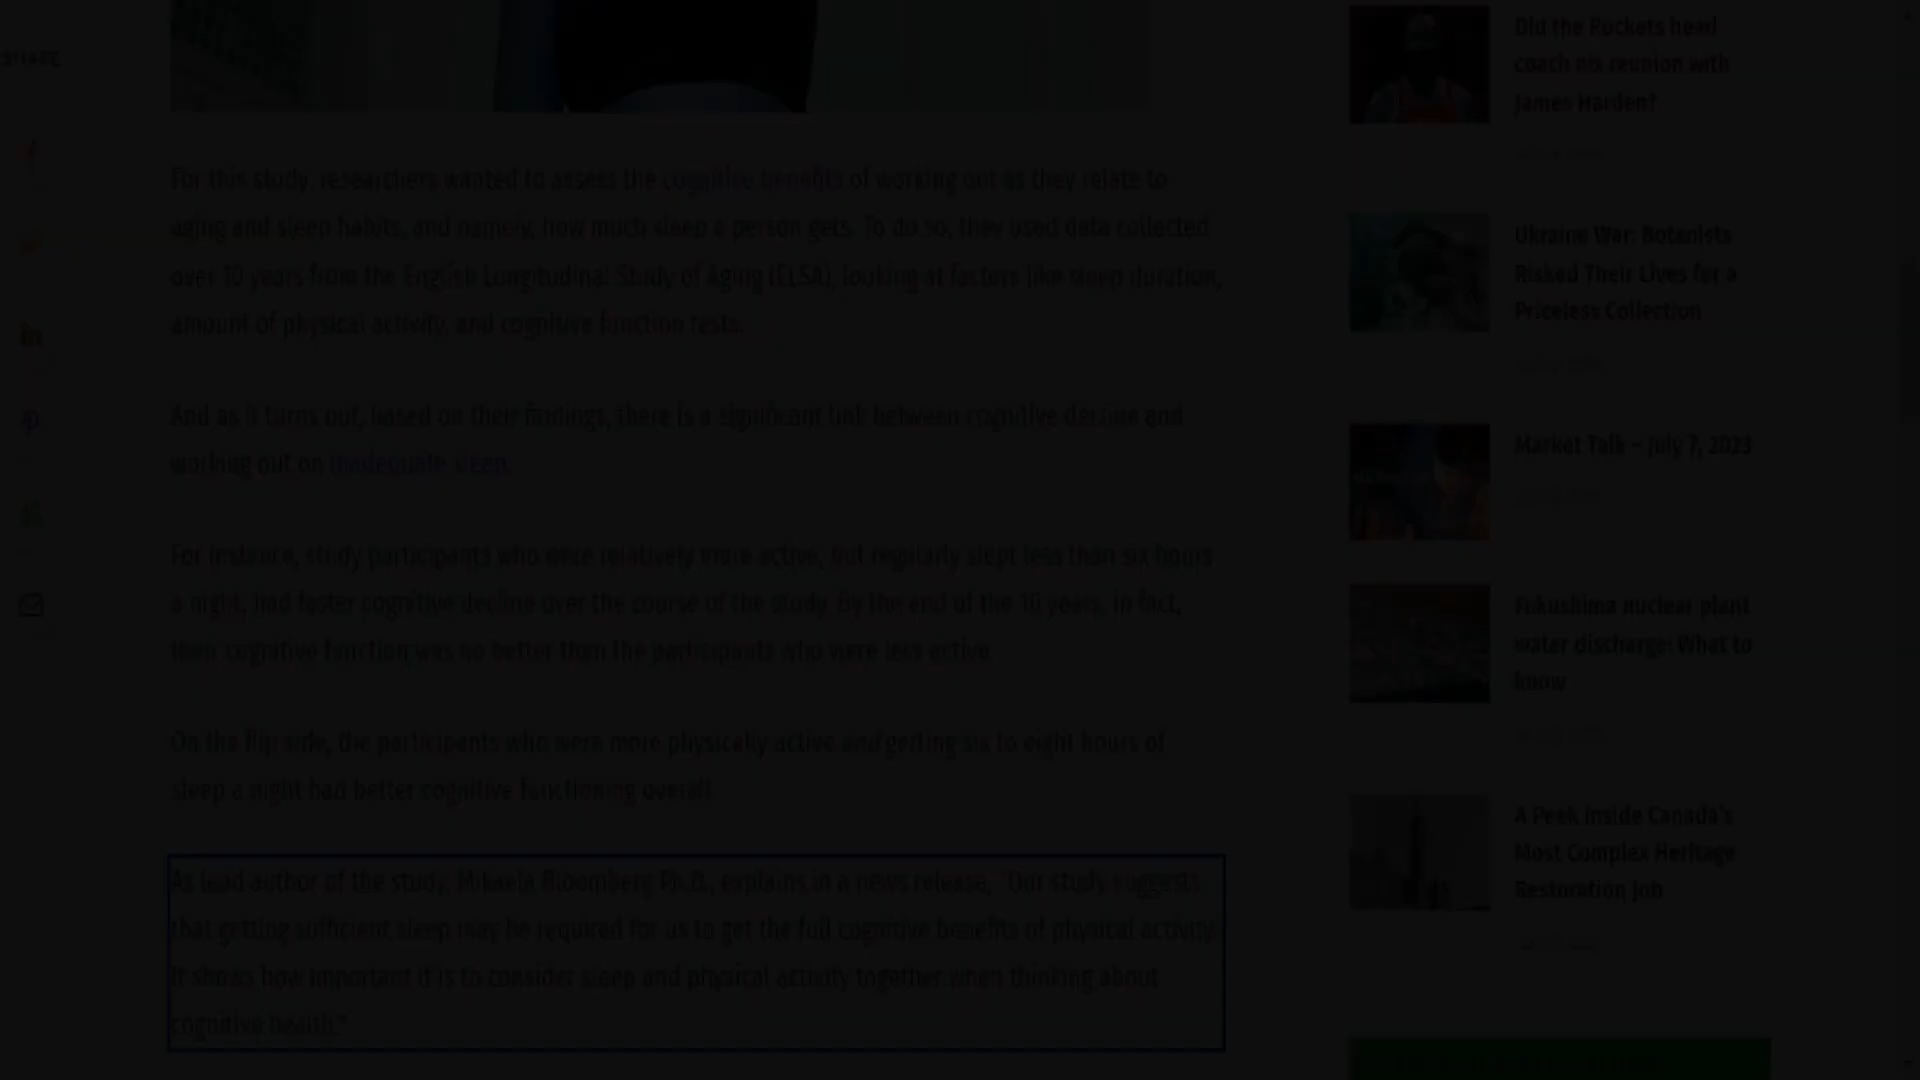 SHARE
For this study, researchers wanted to assess the cognitive benefits of working out as they relate to
aging and sleep habits, and namely, how much sleep a person gets. To do so, they used data collected
over 10 years from the English Longitudinal Study of Aging (ELSA), looking at factors like sleep duration,
amount of physical activity, and cognitive function tests.
And as it turns out, based on their findings, there is a significant link between cognitive decline and
working out on inadequate sleep.
For instance, study participants who were relatively more active, but regularly slept less than six hours
a night, had faster cognitive decline over the course of the study. By the end of the 10 years, in fact,
their cognitive function was no better than the participants who were less active.
On the flip side, the participants who were more physically active and getting six to eight hours of
sleep a night had better cognitive functioning overall.
As lead author of the study, Mikaela Bloomberg Ph.D., explains in a news release, "Our study suggests
that getting sufficient sleep may be required for us to get the full cognitive benefits of physical activity.
It shows how important it is to consider sleep and physical activity together when thinking about
cognitive health."
Did the Rockets head
coach nix reunion with
James Harden?
Ukraine War: Botanists
Risked Their Lives for a
Priceless Collection
Market Talk – July 7, 2023
Fukushima nuclear plant
water discharge: What to
know
A Peek Inside Canada's
Most Complex Heritage
Restoration Job